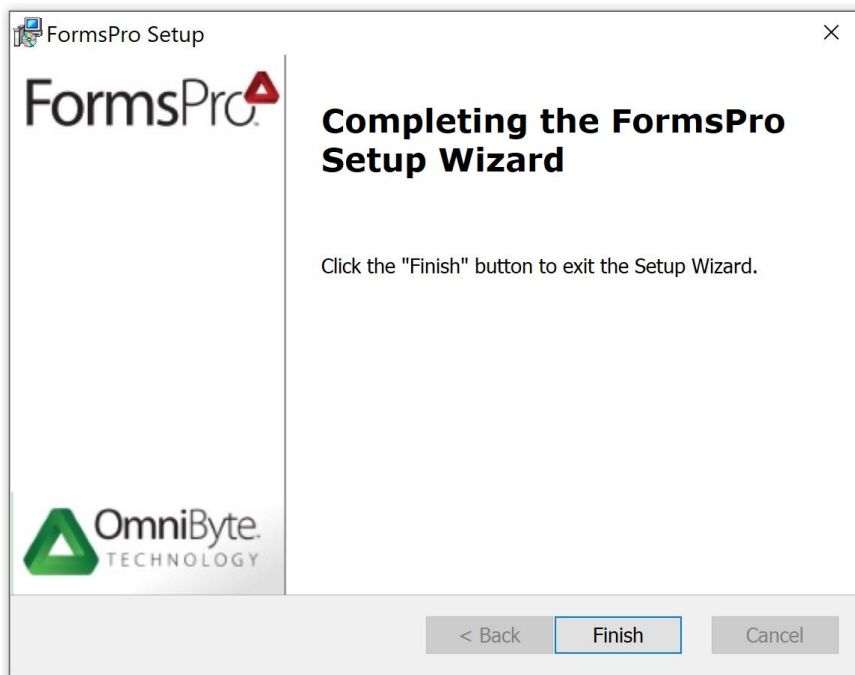 FormsPro Setup
FormsPro
Completing the FormsPro
Setup Wizard
Click the "Finish" button to exit the Setup Wizard.
OmniByte
TECHNOLOGY
< Back
Finish
Cancel